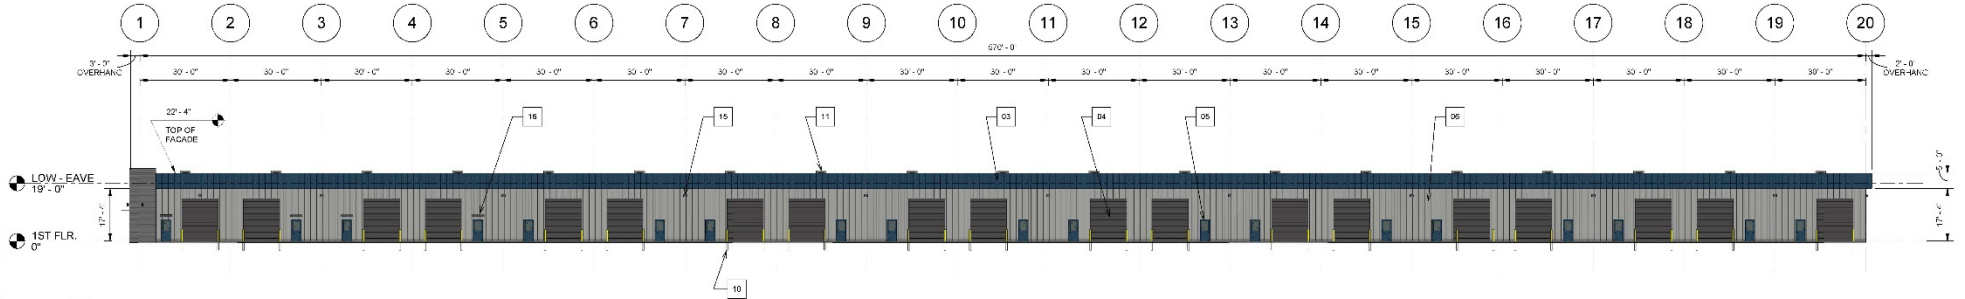 1 2 3 4 5 6 7 8 9 10 11 12 13 14 15 16 17 18 19 20
670' - 0"
3' - 0"
OVERHANG
30' - 0" 30' - 0" 30' - 0" 30' - 0" 30' - 0" 30' - 0" 30' - 0" 30' - 0" 30' - 0" 30' - 0" 30' - 0" 30' - 0" 30' - 0" 30' - 0" 30' - 0" 30' - 0" 30' - 0" 30' - 0" 30' - 0"
2' - 0"
OVERHANG
22' - 4"
TOP OF
FACADE
16 15 11 03 04 05 06
LOW - EAVE
19' - 0"
5' - 0"
1ST FLR.
0"
10